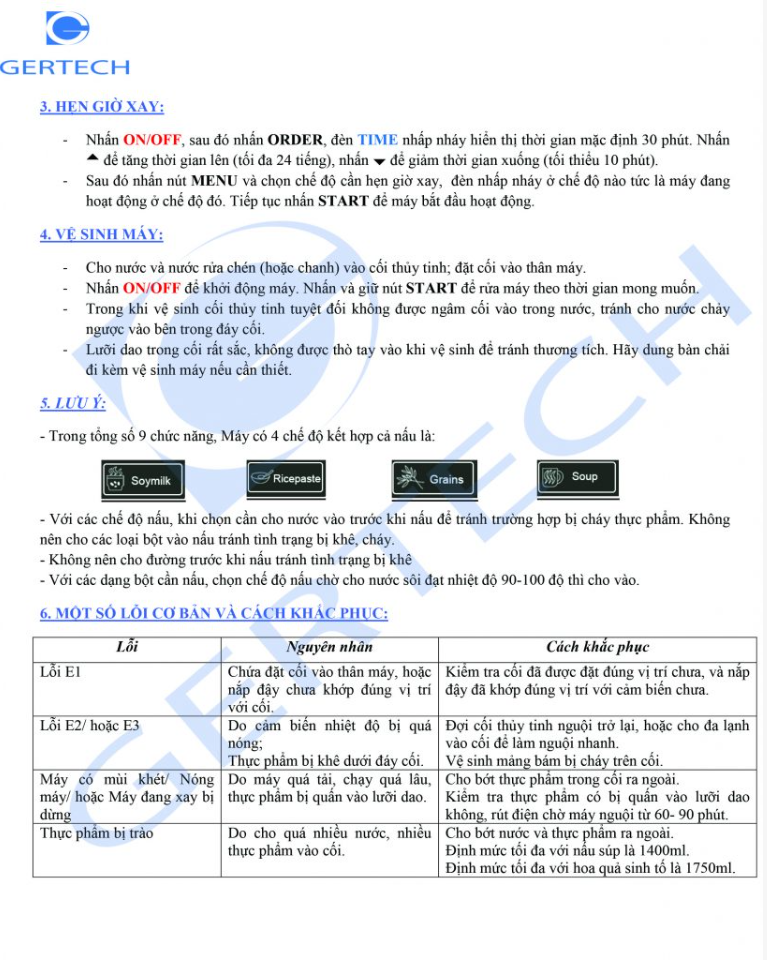 GERTECH
3. HẸN GIỜ XAY:
- Nhấn ON/OFF, sau đó nhấn ORDER, đèn TIME nhấp nháy hiển thị thời gian mặc định 30 phút. Nhấn
để tăng thời gian lên (tối đa 24 tiếng), nhấn để giảm thời gian xuống (tối thiểu 10 phút).
- Sau đó nhấn nút MENU và chọn chế độ cần hẹn giờ xay, đèn nhấp nháy ở chế độ nào tức là máy đang
hoạt động ở chế độ đó. Tiếp tục nhấn START để máy bắt đầu hoạt động.
4. VỆ SINH MÁY:
- Cho nước và nước rửa chén (hoặc chanh) vào cối thủy tinh; đặt cối vào thân máy.
- Nhấn ON/OFF để khởi động máy. Nhấn và giữ nút START để rửa máy theo thời gian mong muốn.
- Trong khi vệ sinh cối thủy tinh tuyệt đối không được ngâm cối vào trong nước, tránh cho nước chảy
ngược vào bên trong đáy cối.
- Lưỡi dao trong cối rất sắc, không được thò tay vào khi vệ sinh để tránh thương tích. Hãy dung bàn chải
đi kèm vệ sinh máy nếu cần thiết.
5. LƯU Ý:
- Trong tổng số 9 chức năng, Máy có 4 chế độ kết hợp cả nấu là:
Soymilk Ricepaste Grains Soup
- Với các chế độ nấu, khi chọn cần cho nước vào trước khi nấu để tránh trường hợp bị cháy thực phẩm. Không
nên cho các loại bột vào nấu tránh tình trạng bị khê, cháy.
- Không nên cho đường trước khi nấu tránh tình trạng bị khê
- Với các dạng bột cần nấu, chọn chế độ nấu chờ cho nước sôi đạt nhiệt độ 90-100 độ thì cho vào.
6. MỘT SỐ LỖI CƠ BẢN VÀ CÁCH KHẮC PHỤC:
Lỗi Nguyên nhân Cách khắc phục
Lỗi E1
Chứa đặt cối vào thân máy, hoặc
nắp đậy chưa khớp đúng vị trí
với cối.
Kiểm tra cối đã được đặt đúng vị trí chưa, và nắp
đậy đã khớp đúng vị trí với cảm biến chưa.
Lỗi E2/ hoặc E3
Do cảm biến nhiệt độ bị quá
nóng;
Thực phẩm bị khê dưới đáy cối.
Đợi cối thủy tinh nguội trở lại, hoặc cho đá lạnh
vào cối để làm nguội nhanh.
Vệ sinh mảng bám bị cháy trên cối.
Máy có mùi khét/ Nóng
máy/ hoặc Máy đang xay bị
dừng
Do máy quá tải, chạy quá lâu,
thực phẩm bị quấn vào lưỡi dao.
Cho bớt thực phẩm trong cối ra ngoài.
Kiểm tra thực phẩm có bị quấn vào lưỡi dao
không, rút điện chờ máy nguội từ 60- 90 phút.
Thực phẩm bị trào
Do cho quá nhiều nước, nhiều
thực phẩm vào cối.
Cho bớt nước và thực phẩm ra ngoài.
Định mức tối đa với nấu súp là 1400ml.
Định mức tối đa với hoa quả sinh tố là 1750ml.
GERTECH